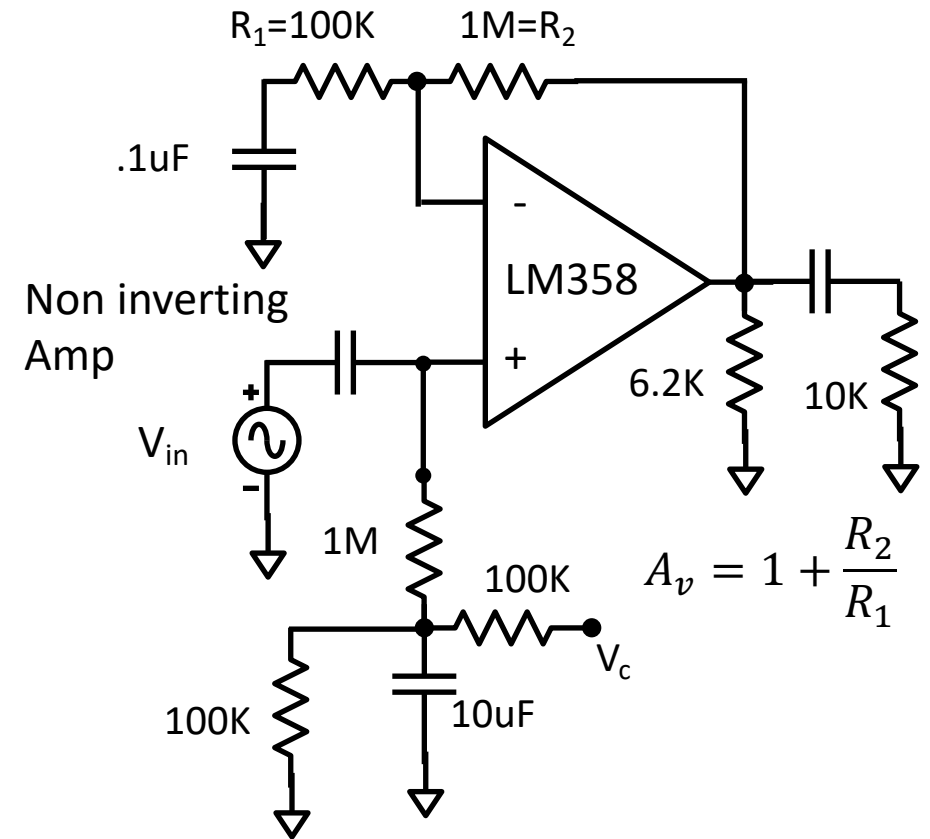 R₁=100K
1M=R₂
.1uF
-
LM358
Non inverting
Amp
+
6.2K
10K
+
V_in
-
1M
100K
A_v = 1 + R₂/R₁
V_c
100K
10uF